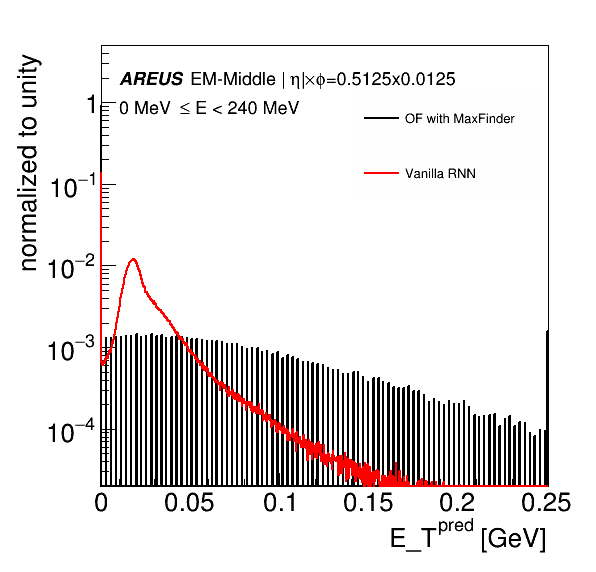 AREUS EM-Middle | η|×ϕ=0.5125x0.0125
0 MeV ≤ E < 240 MeV
OF with MaxFinder
Vanilla RNN
normalized to unity
1
10⁻¹
10⁻²
10⁻³
10⁻⁴
0 0.05 0.1 0.15 0.2 0.25
E_T^pred [GeV]